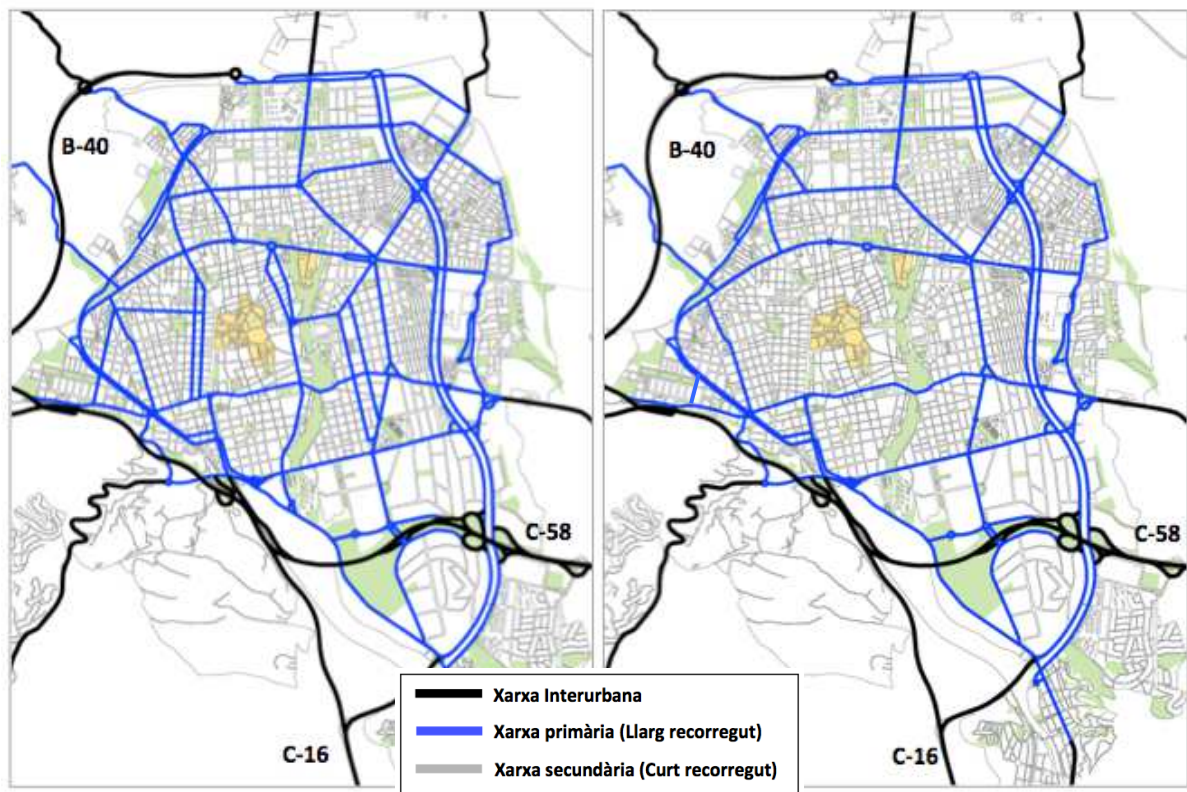 B-40
C-58
C-16
B-40
C-58
C-16
Xarxa Interurbana
Xarxa primària (Llarg recorregut)
Xarxa secundària (Curt recorregut)